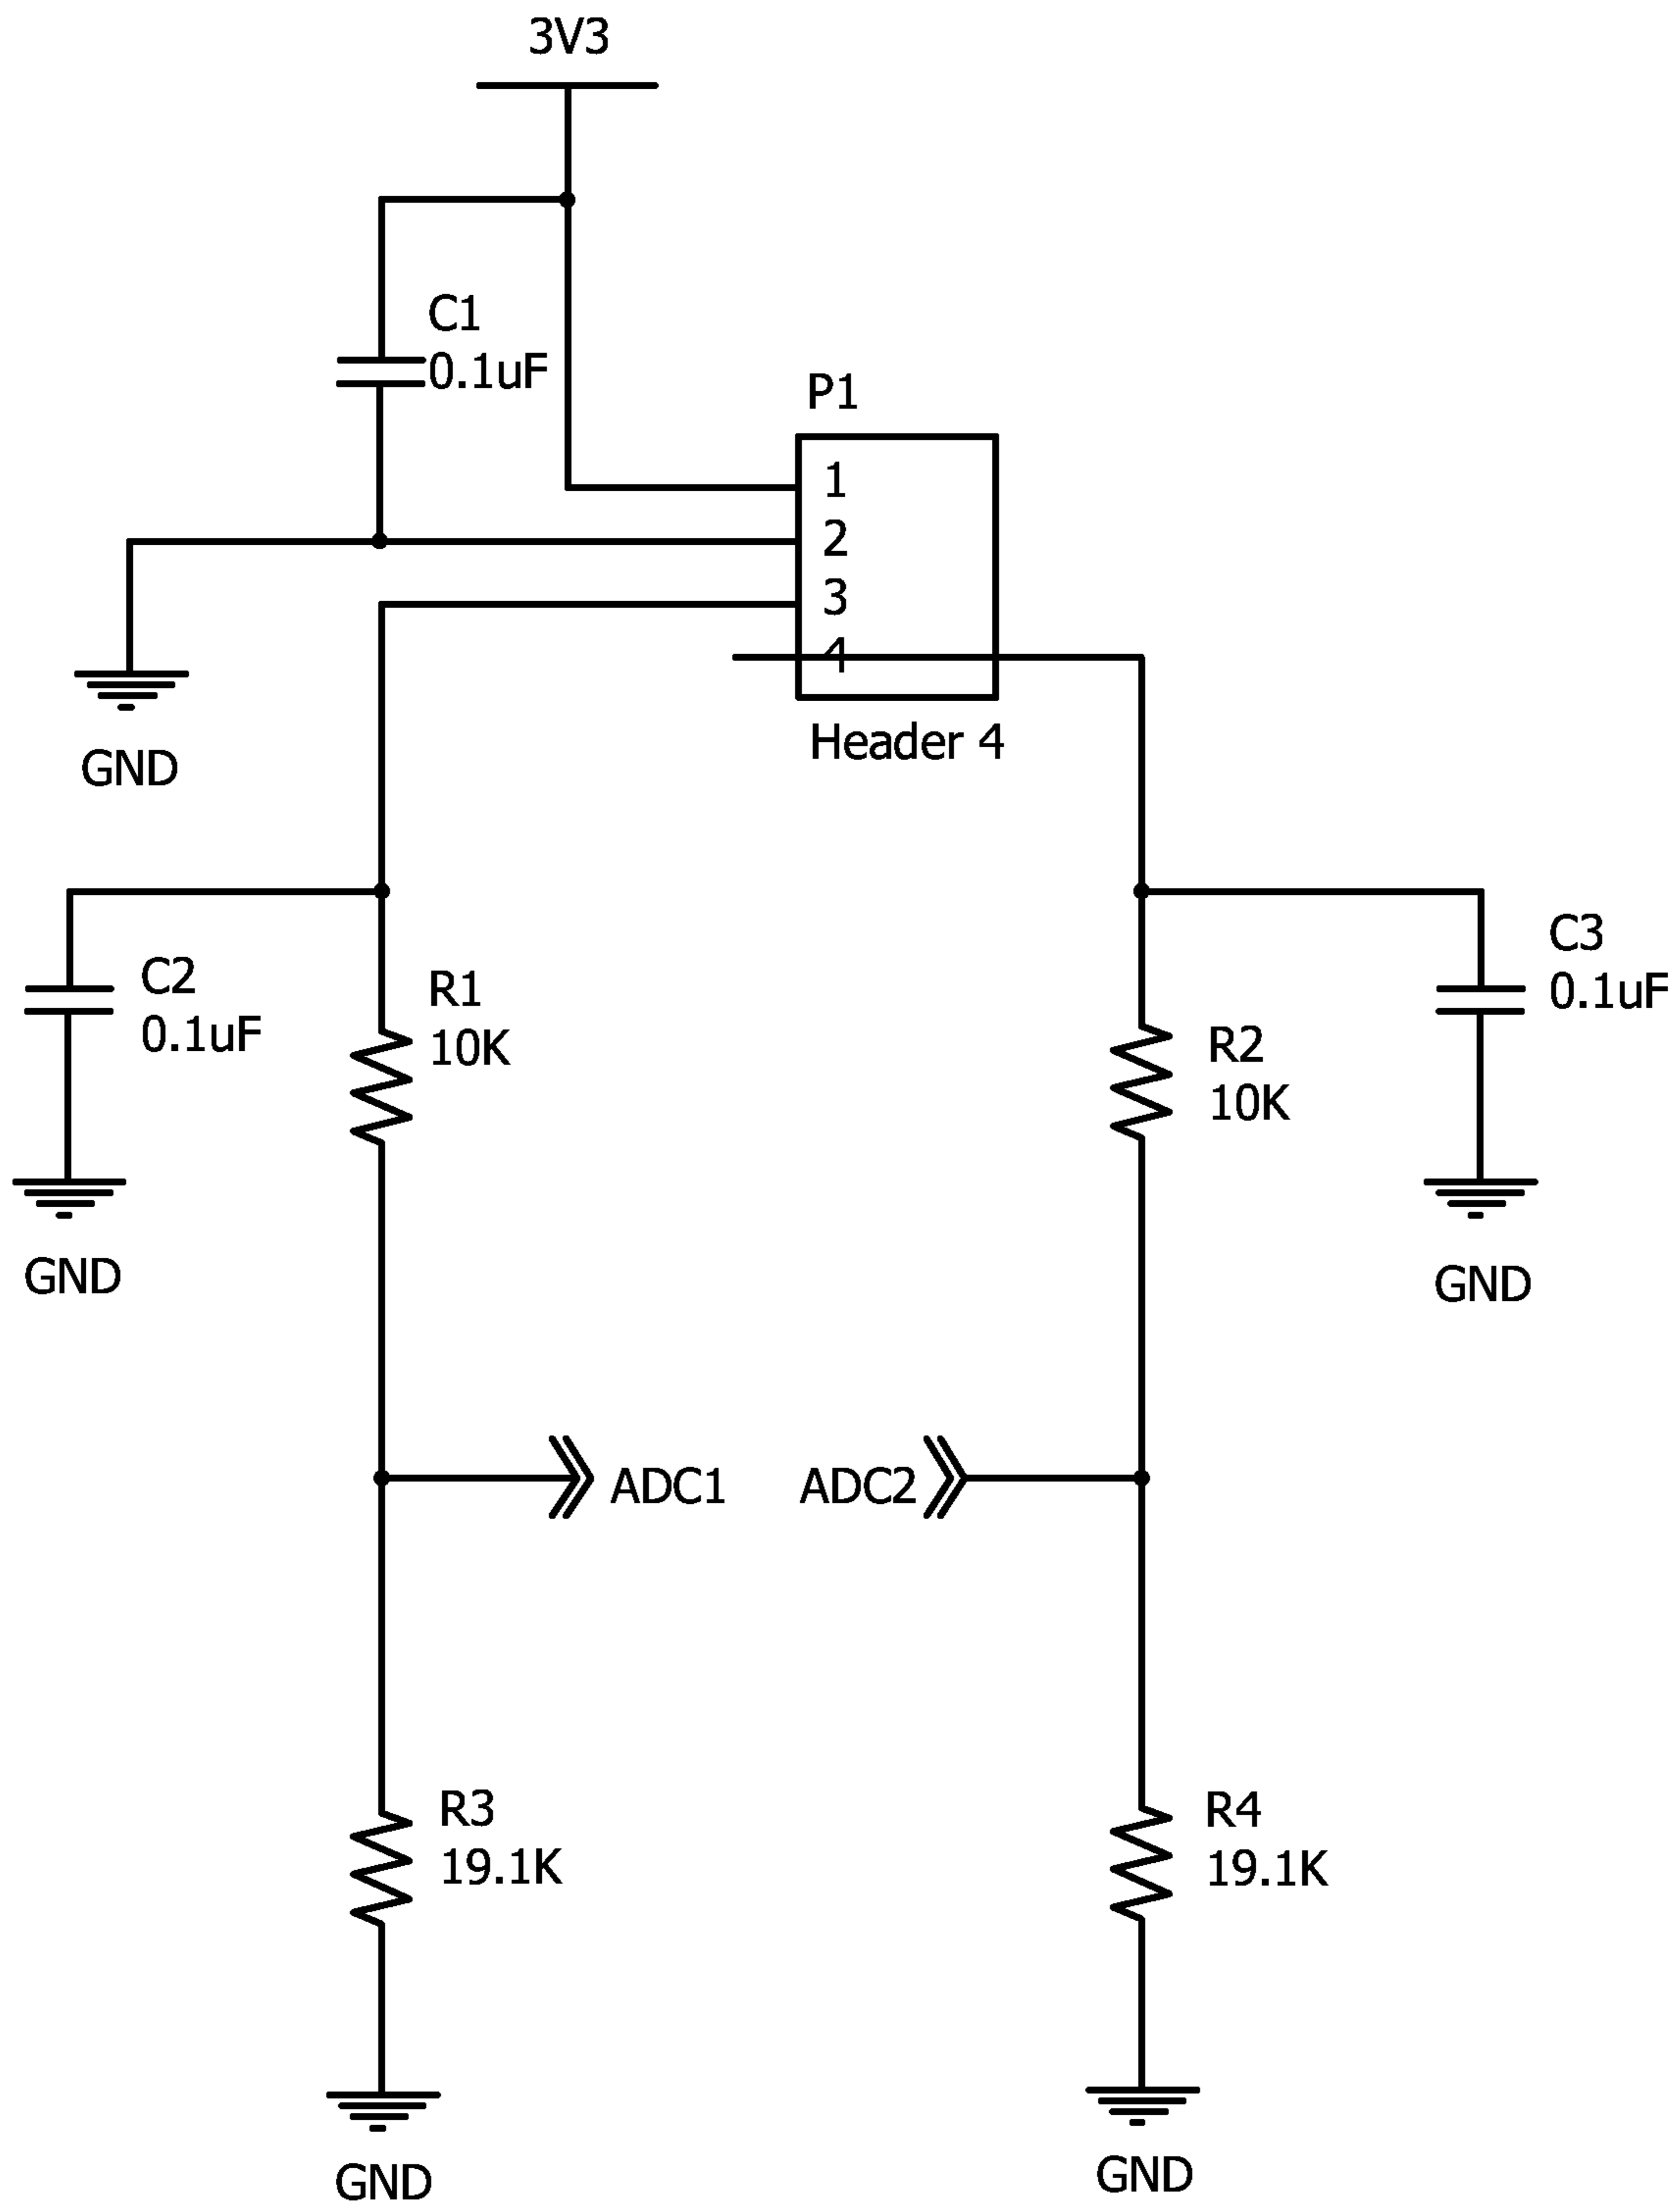 3V3
C1
0.1uF
P1
1
2
3
4
Header 4
GND
C2
0.1uF
R1
10K
R2
10K
C3
0.1uF
GND
GND
ADC1
ADC2
R3
19.1K
R4
19.1K
GND
GND